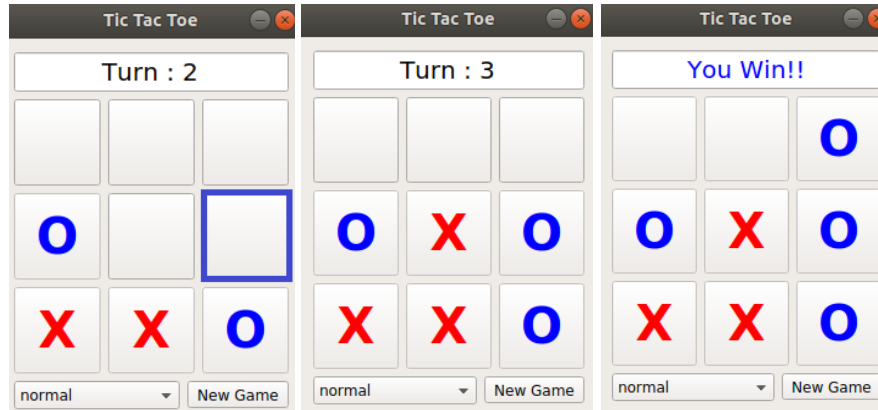 Tic Tac Toe
Turn : 2
O
X X O
normal New Game
Tic Tac Toe
Turn : 3
O X O
X X O
normal New Game
Tic Tac Toe
You Win!!
O
O X O
X X O
normal New Game